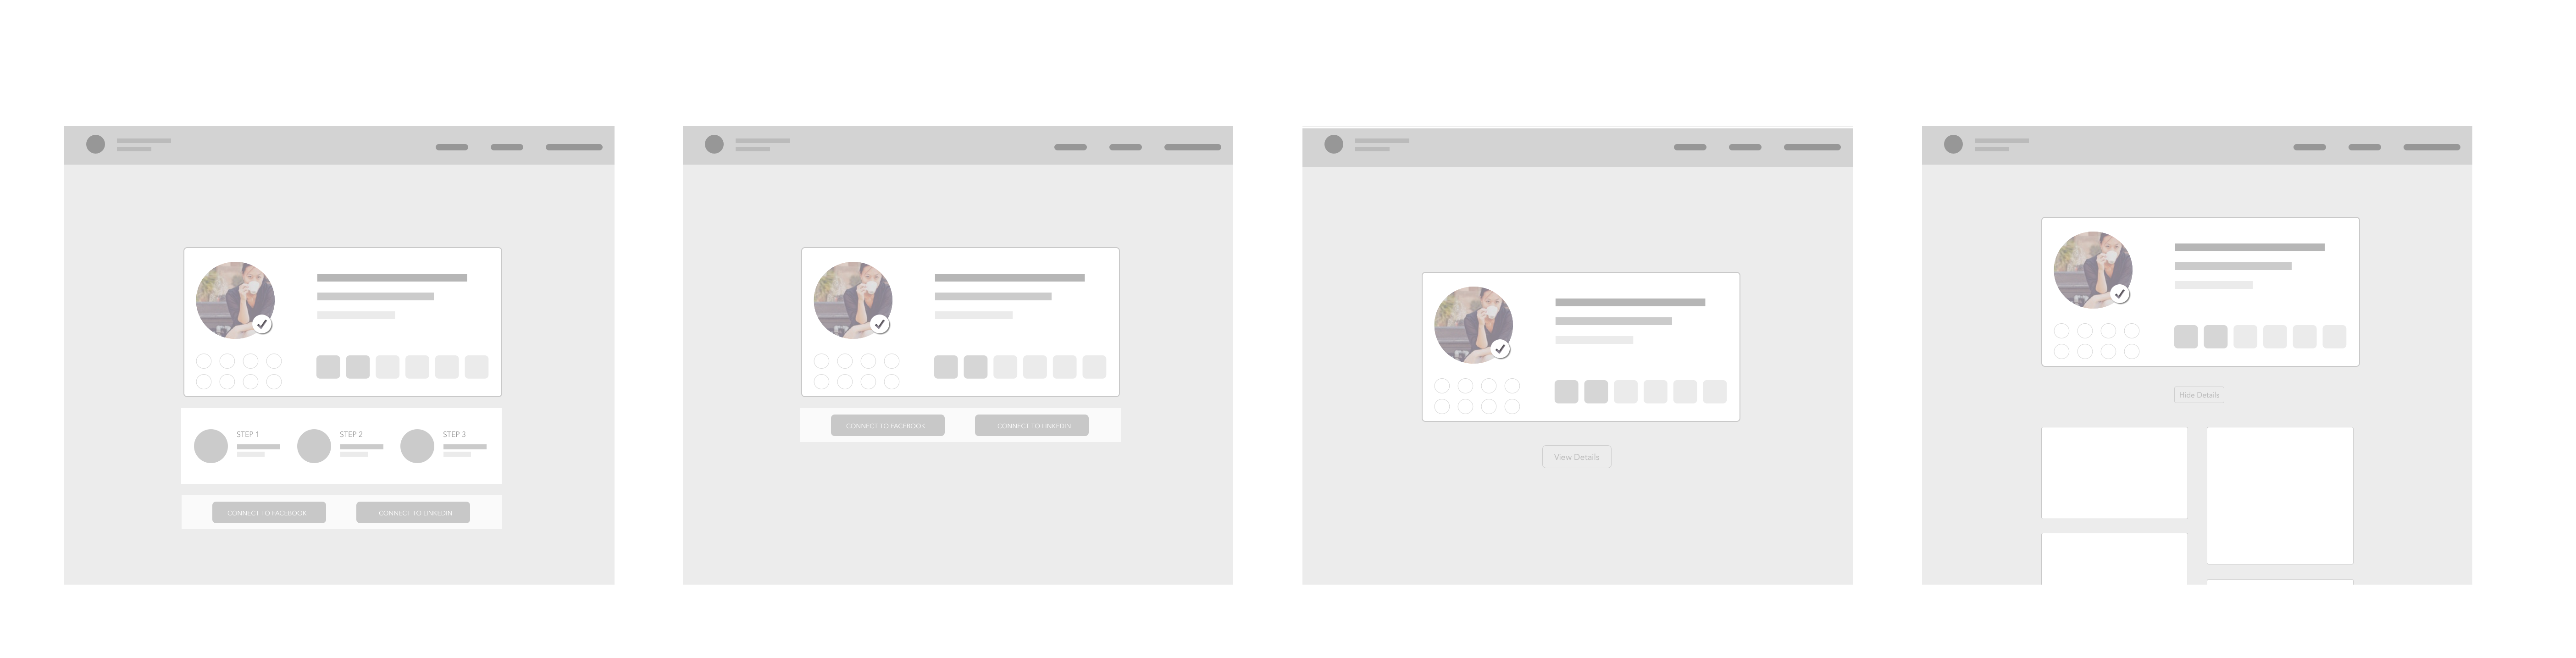 STEP 1
STEP 2
STEP 3
CONNECT TO FACEBOOK
CONNECT TO LINKEDIN
CONNECT TO FACEBOOK
CONNECT TO LINKEDIN
View Details
Hide Details